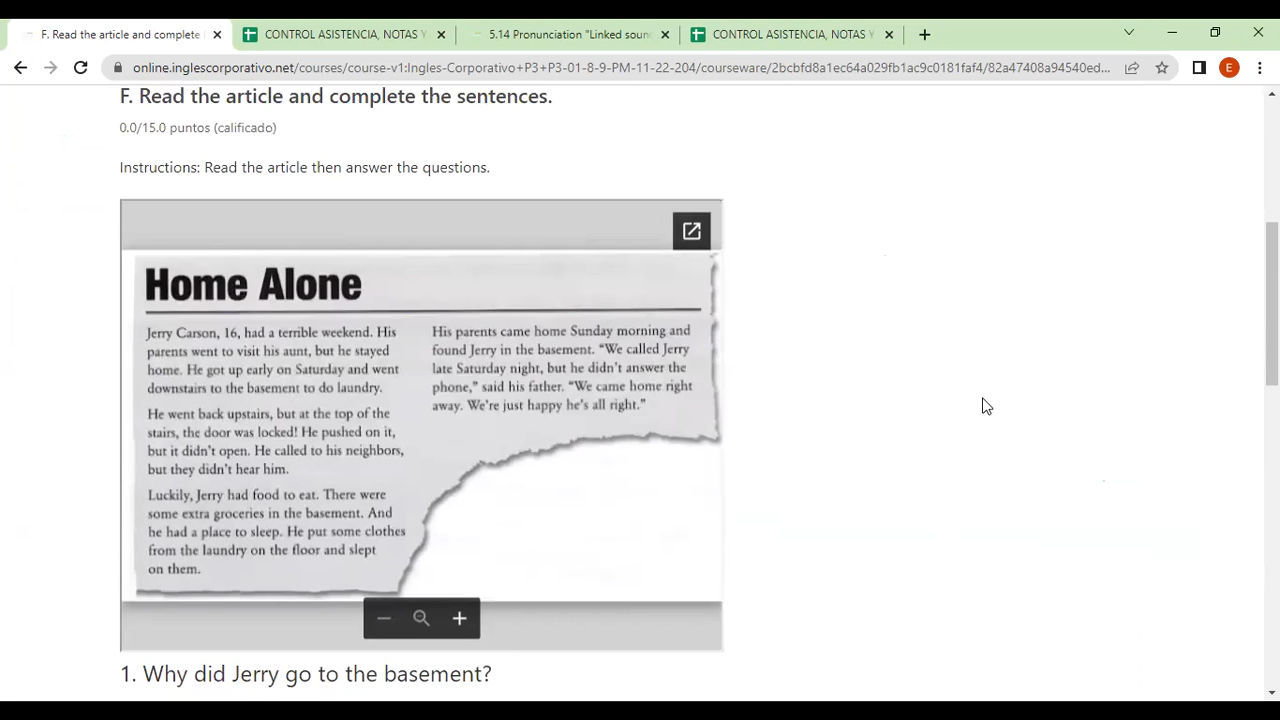 F. Read the article and complete
CONTROL ASISTENCIA, NOTAS Y
5.14 Pronunciation "Linked soun
CONTROL ASISTENCIA, NOTAS Y
online.inglescorporativo.net/courses/course-v1:Ingles-Corporativo+P3+P3-01-8-9-PM-11-22-204/courseware/2bcbfd8a1ec64a029fb1ac9c0181faf4/82a47408a94540ed...
E
F. Read the article and complete the sentences.
0.0/15.0 puntos (calificado)
Instructions: Read the article then answer the questions.
Home Alone
Jerry Carson, 16, had a terrible weekend. His
parents went to visit his aunt, but he stayed
home. He got up early on Saturday and went
downstairs to the basement to do laundry.
He went back upstairs, but at the top of the
stairs, the door was locked! He pushed on it,
but it didn't open. He called to his neighbors,
but they didn't hear him.
Luckily, Jerry had food to eat. There were
some extra groceries in the basement. And
he had a place to sleep. He put some clothes
from the laundry on the floor and slept
on them.
His parents came home Sunday morning and
found Jerry in the basement. "We called Jerry
late Saturday night, but he didn't answer the
phone," said his father. "We came home right
away. We're just happy he's all right."
1. Why did Jerry go to the basement?